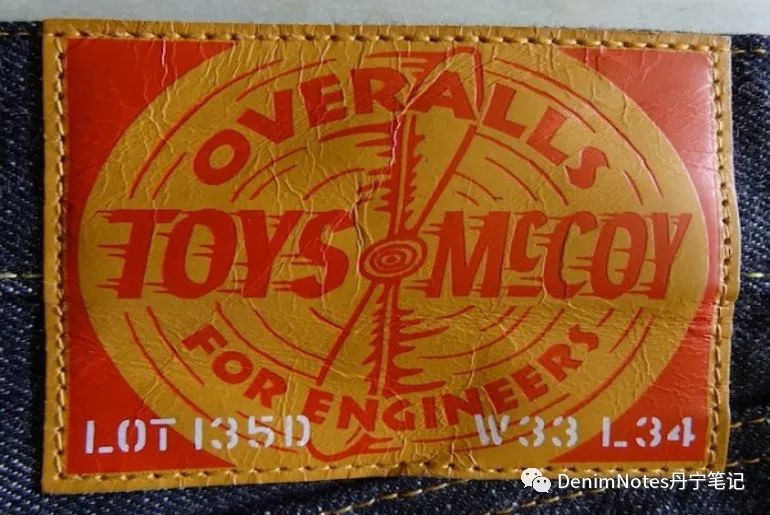 OVERALLS
TOYS McCOY
FOR ENGINEERS
LOT 135D W33 L34
DenimNotes丹宁笔记